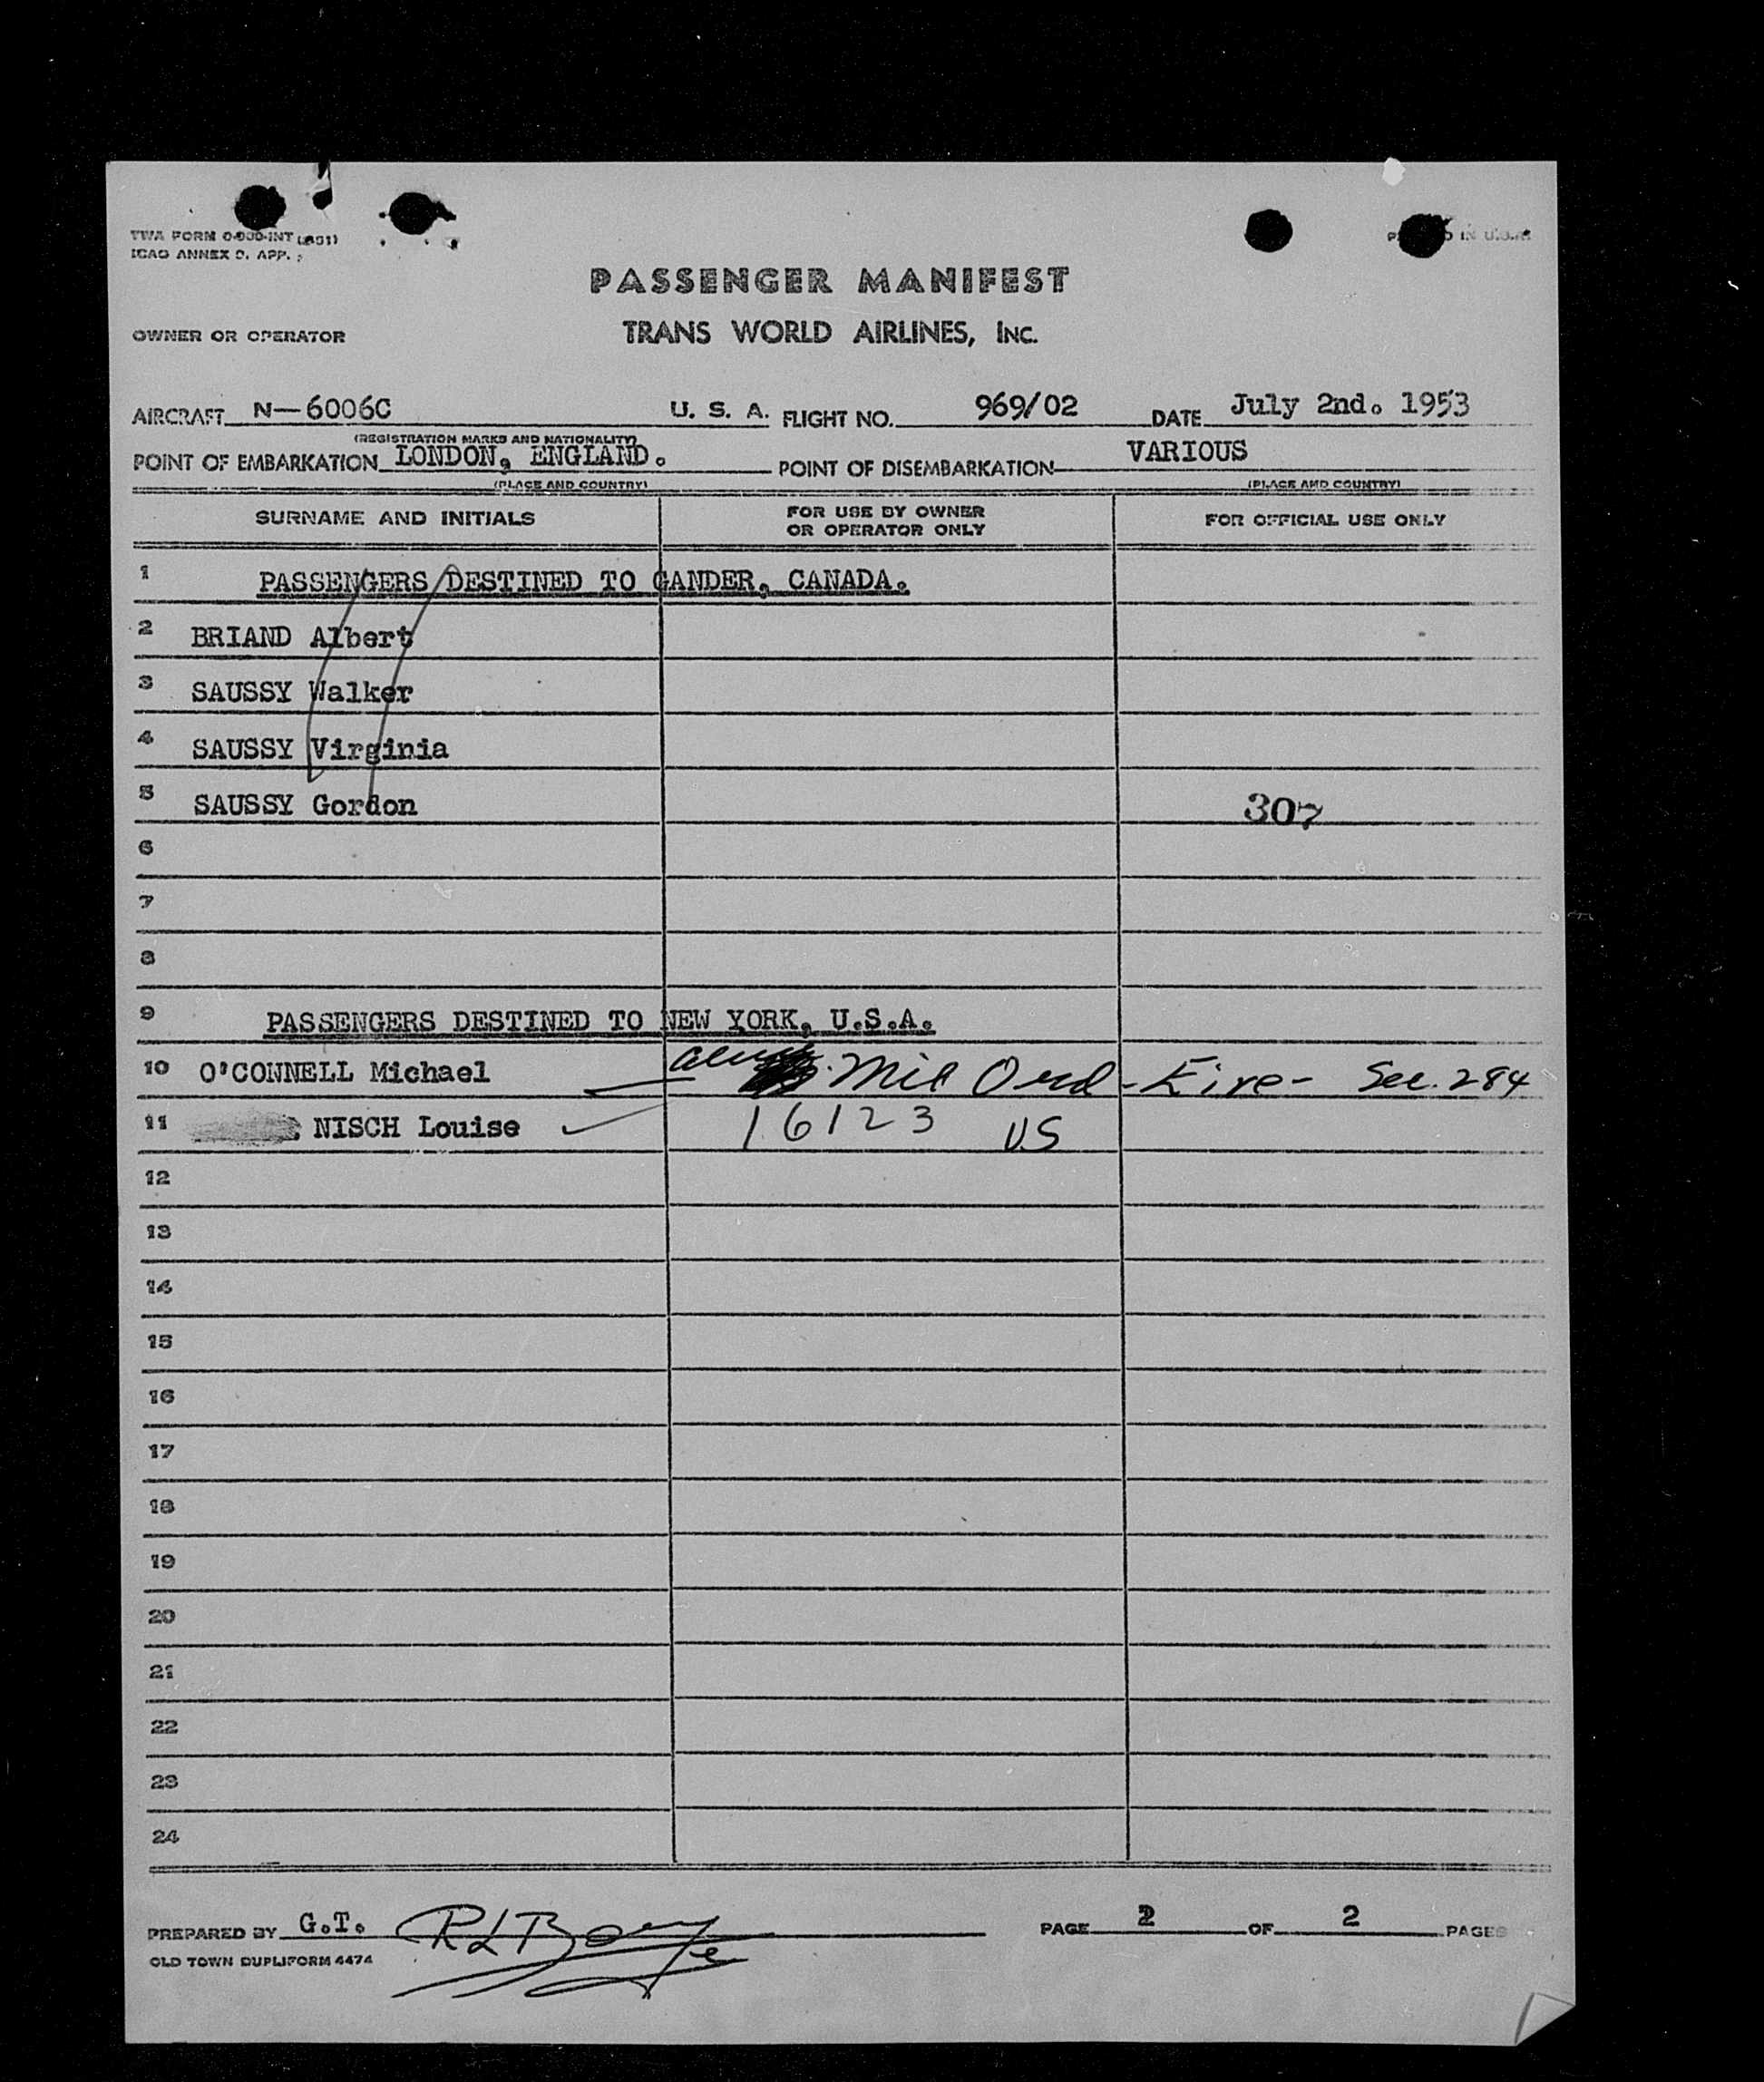 TWA FORM
ICAO ANNEX 9. APP.
IN U.S.A.
PASSENGER MANIFEST
OWNER OR OPERATOR TRANS WORLD AIRLINES, INC.
AIRCRAFT N—6006C U. S. A. FLIGHT NO. 969/02 DATE July 2nd. 1953
(REGISTRATION MARKS AND NATIONALITY)
POINT OF EMBARKATION LONDON, ENGLAND. POINT OF DISEMBARKATION VARIOUS
(PLACE AND COUNTRY) (PLACE AND COUNTRY)
SURNAME AND INITIALS FOR USE BY OWNER OR OPERATOR ONLY FOR OFFICIAL USE ONLY
1 PASSENGERS DESTINED TO GANDER, CANADA.
2 BRIAND Albert
3 SAUSSY Walker
4 SAUSSY Virginia
5 SAUSSY Gordon 307
6
7
8
9 PASSENGERS DESTINED TO NEW YORK, U.S.A.
10 O'CONNELL Michael Mil Ord - Eire - Sec. 284
11 NISCH Louise 16123 US
12
13
14
15
16
17
18
19
20
21
22
23
24
PREPARED BY G.T. PAGE 2 OF 2 PAGES
OLD TOWN DUPLIFORM 4474